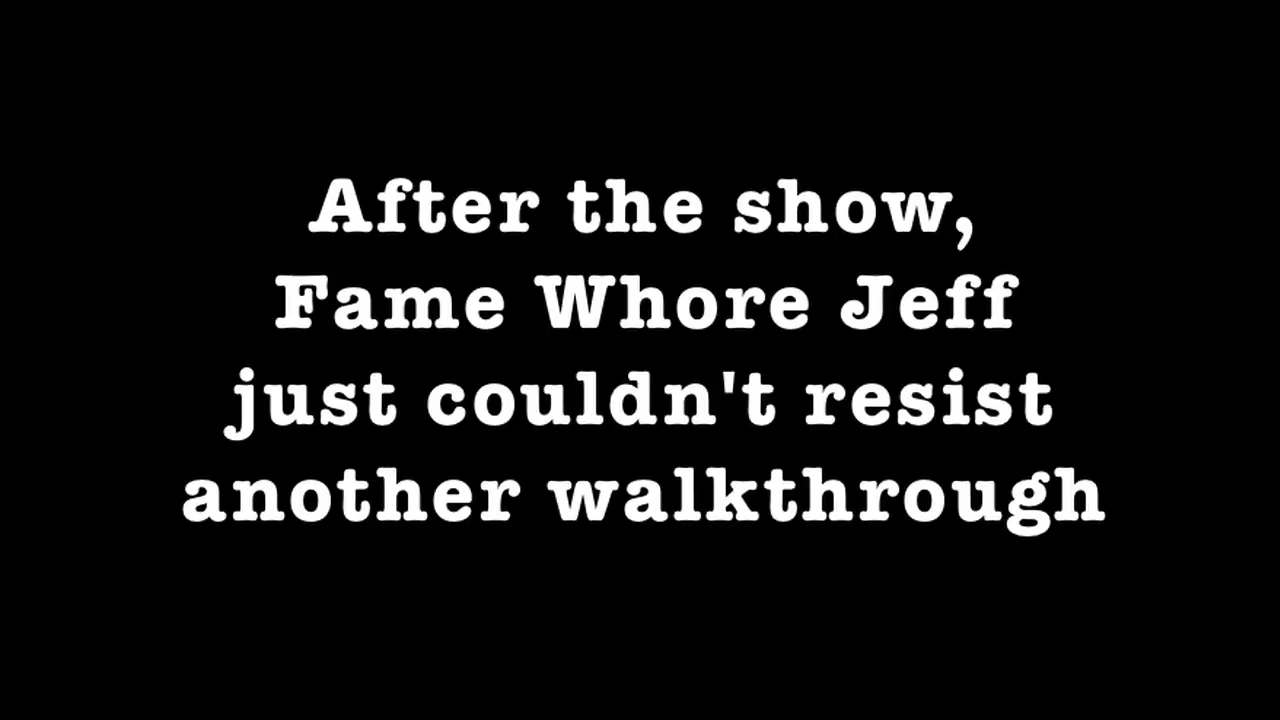 After the show,
Fame Whore Jeff
just couldn't resist
another walkthrough